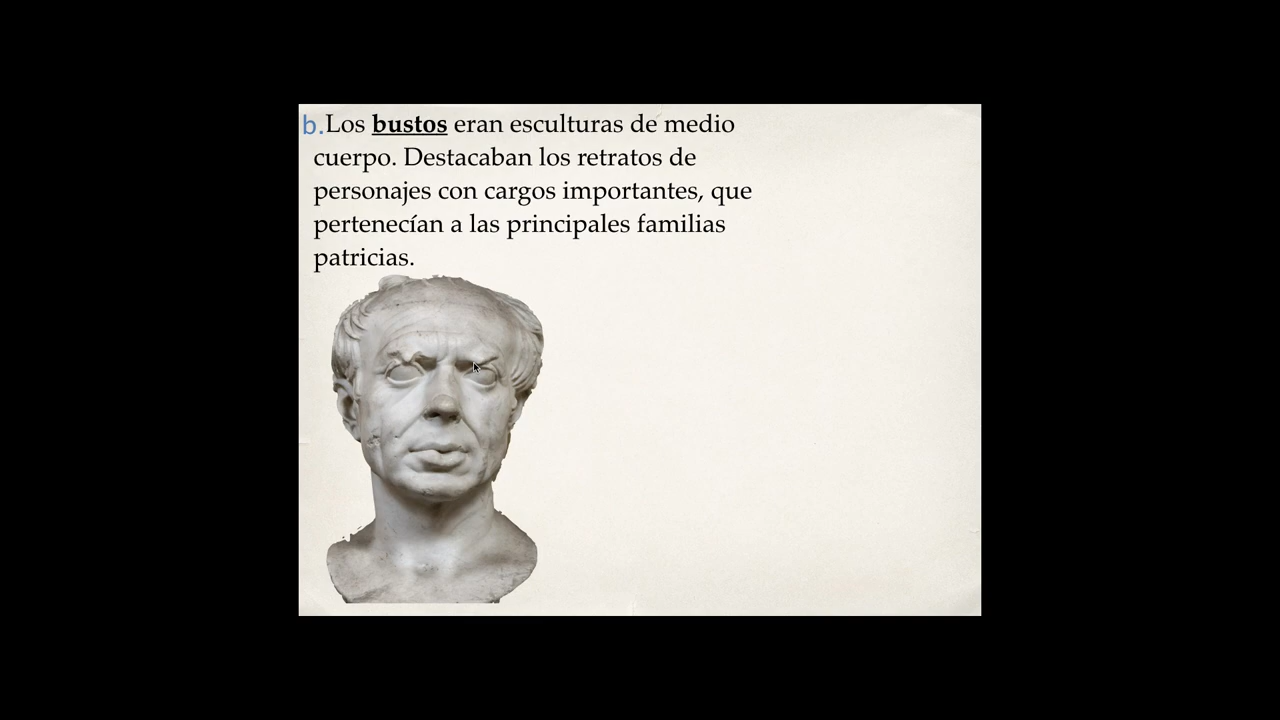 b.Los bustos eran esculturas de medio
cuerpo. Destacaban los retratos de
personajes con cargos importantes, que
pertenecían a las principales familias
patricias.